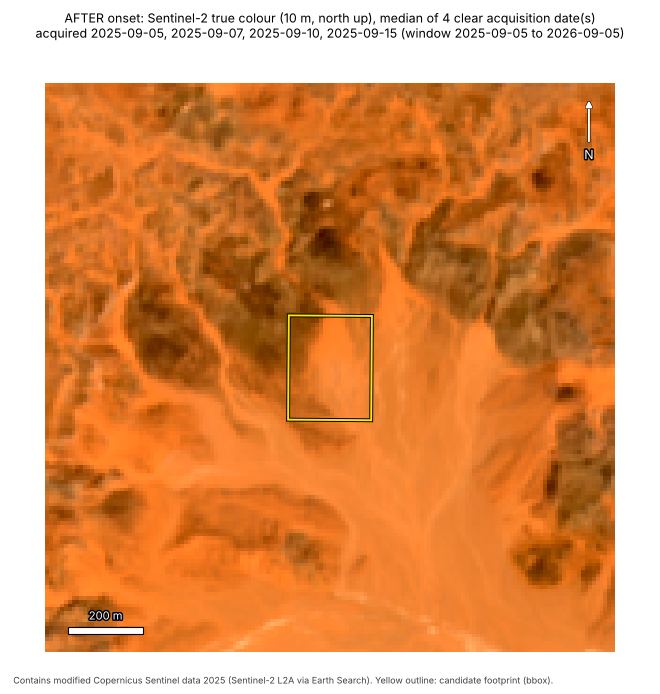 AFTER onset: Sentinel-2 true colour (10 m, north up), median of 4 clear acquisition date(s)
acquired 2025-09-05, 2025-09-07, 2025-09-10, 2025-09-15 (window 2025-09-05 to 2026-09-05)
N
200 m
Contains modified Copernicus Sentinel data 2025 (Sentinel-2 L2A via Earth Search). Yellow outline: candidate footprint (bbox).